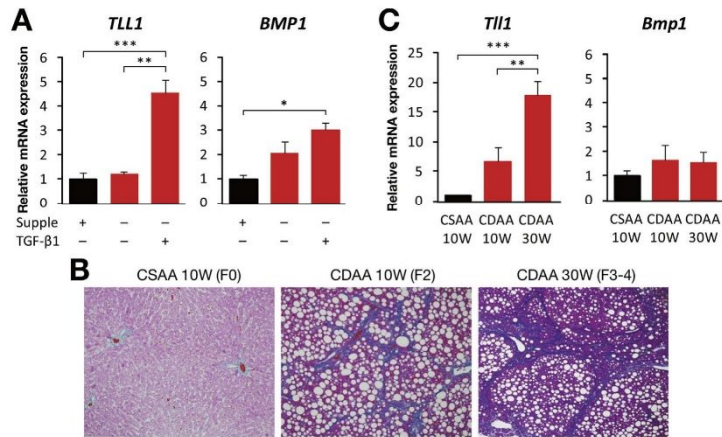 A
TLL1
BMP1
Relative mRNA expression
6
5
4
3
2
1
***
**
6
5
4
3
2
1
*
Supple + – – + – –
TGF-β1 – – + – – +
C
Tll1
Bmp1
Relative mRNA expression
25
20
15
10
5
0
***
**
6
5
4
3
2
1
0
CSAA CDAA CDAA CSAA CDAA CDAA
10W 10W 30W 10W 10W 30W
B
CSAA 10W (F0)
CDAA 10W (F2)
CDAA 30W (F3-4)